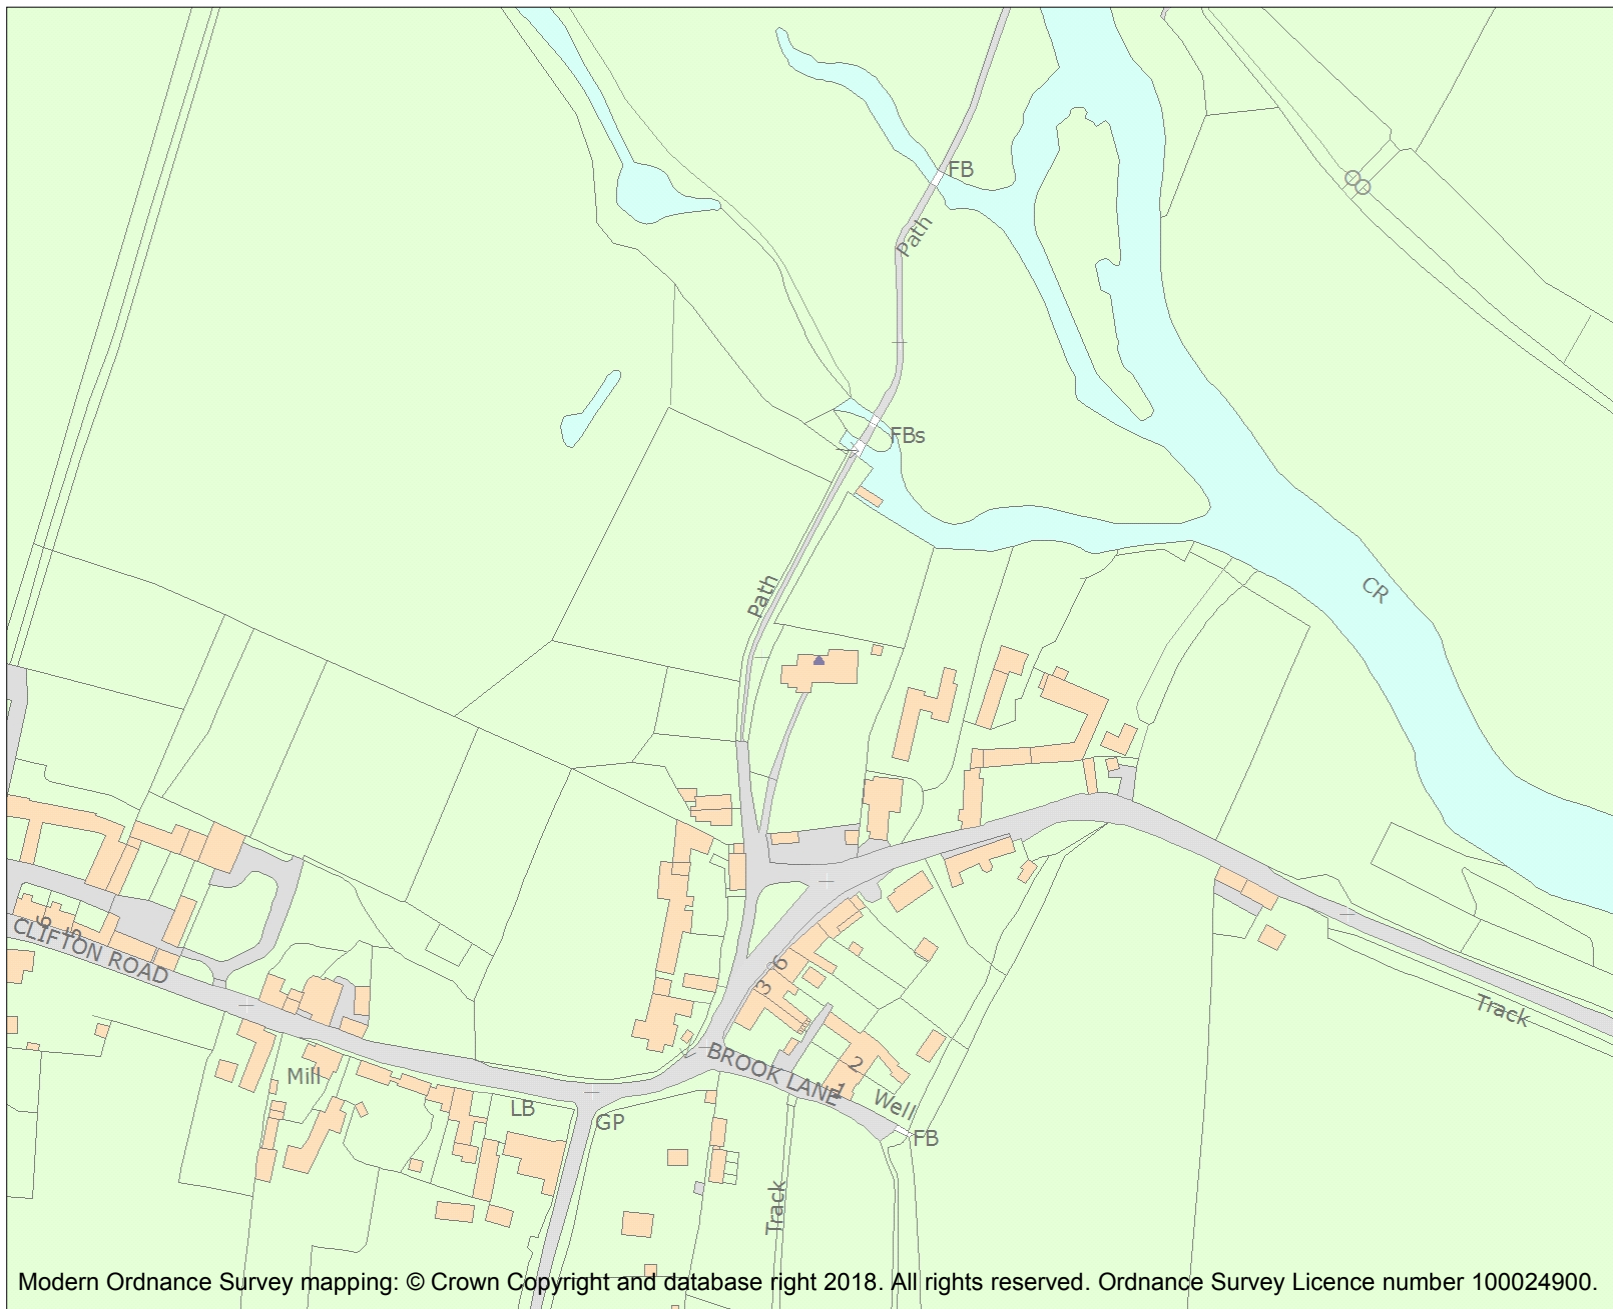 FB
Path
FBs
CR
Path
6
5
CLIFTON ROAD
6
3
Track
BROOK LANE
Mill
2
1
Well
LB
GP
FB
Track
Modern Ordnance Survey mapping: © Crown Copyright and database right 2018. All rights reserved. Ordnance Survey Licence number 100024900.